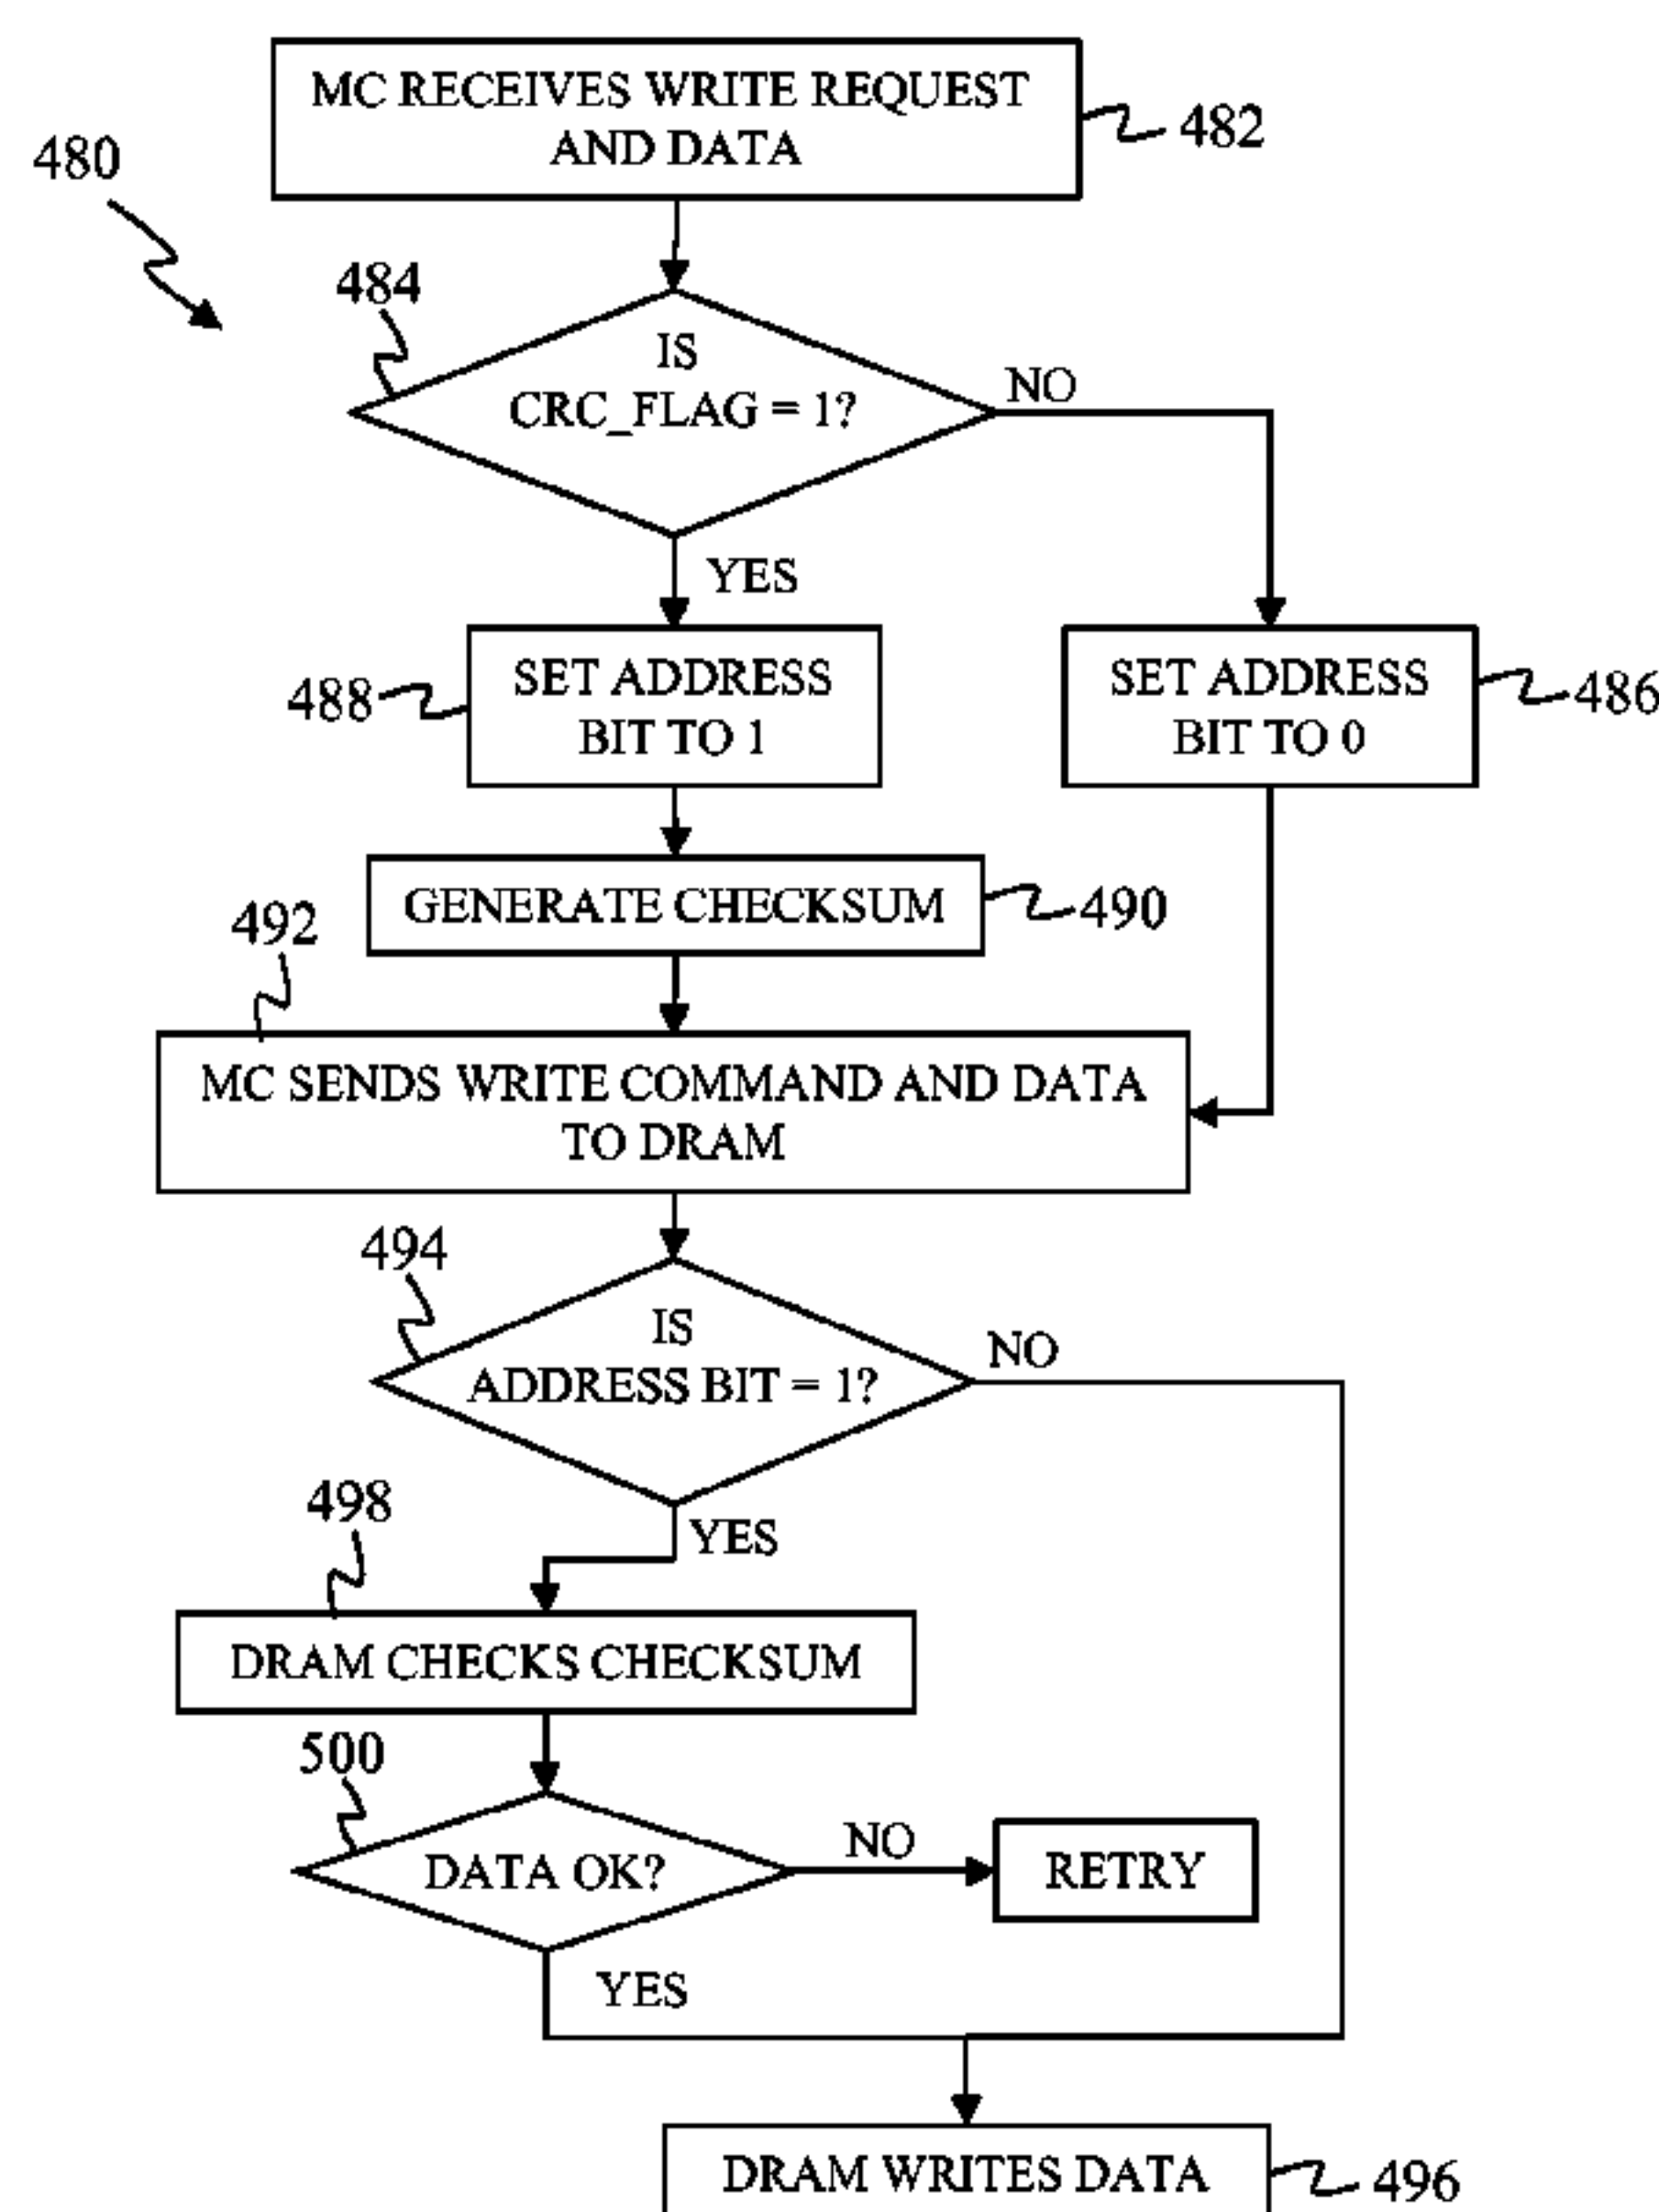 MC RECEIVES WRITE REQUEST
AND DATA
482
480
484
IS
CRC_FLAG = 1?
NO
YES
SET ADDRESS
BIT TO 1
488
SET ADDRESS
BIT TO 0
486
GENERATE CHECKSUM
490
492
MC SENDS WRITE COMMAND AND DATA
TO DRAM
494
IS
ADDRESS BIT = 1?
NO
YES
498
DRAM CHECKS CHECKSUM
500
DATA OK?
NO
RETRY
YES
DRAM WRITES DATA
496